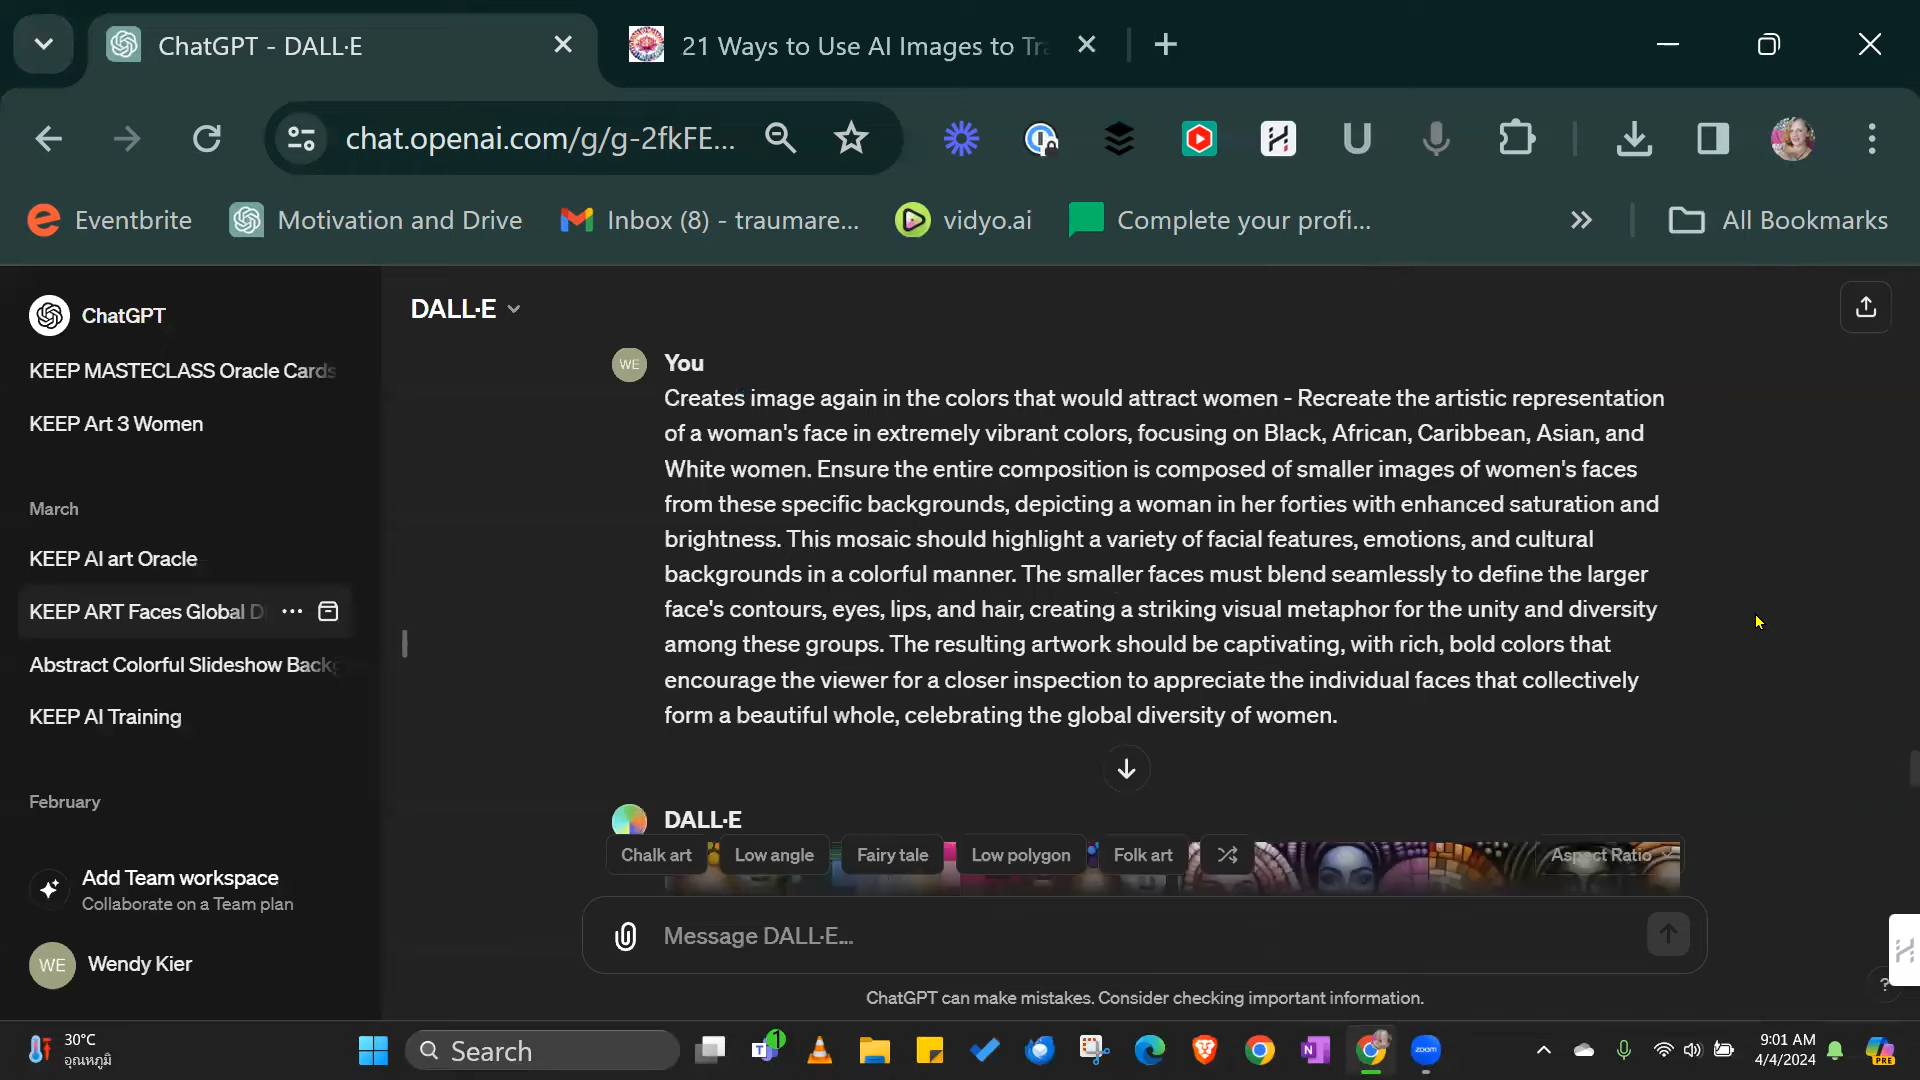 ChatGPT - DALL·E
21 Ways to Use AI Images to Tr
chat.openai.com/g/g-2fkFE...
Eventbrite
Motivation and Drive
Inbox (8) - traumare...
vidyo.ai
Complete your profi...
All Bookmarks
ChatGPT
KEEP MASTECLASS Oracle Cards
KEEP Art 3 Women
March
KEEP AI art Oracle
KEEP ART Faces Global D
Abstract Colorful Slideshow Backg
KEEP AI Training
February
Add Team workspace
Collaborate on a Team plan
WE
Wendy Kier
DALL·E
WE
You
Creates image again in the colors that would attract women - Recreate the artistic representation
of a woman's face in extremely vibrant colors, focusing on Black, African, Caribbean, Asian, and
White women. Ensure the entire composition is composed of smaller images of women's faces
from these specific backgrounds, depicting a woman in her forties with enhanced saturation and
brightness. This mosaic should highlight a variety of facial features, emotions, and cultural
backgrounds in a colorful manner. The smaller faces must blend seamlessly to define the larger
face's contours, eyes, lips, and hair, creating a striking visual metaphor for the unity and diversity
among these groups. The resulting artwork should be captivating, with rich, bold colors that
encourage the viewer for a closer inspection to appreciate the individual faces that collectively
form a beautiful whole, celebrating the global diversity of women.
DALL·E
Chalk art
Low angle
Fairy tale
Low polygon
Folk art
Aspect Ratio
Message DALL·E...
ChatGPT can make mistakes. Consider checking important information.
?
30°C
อุณหภูมิ
Search
1
zoom
9:01 AM
4/4/2024
PRE